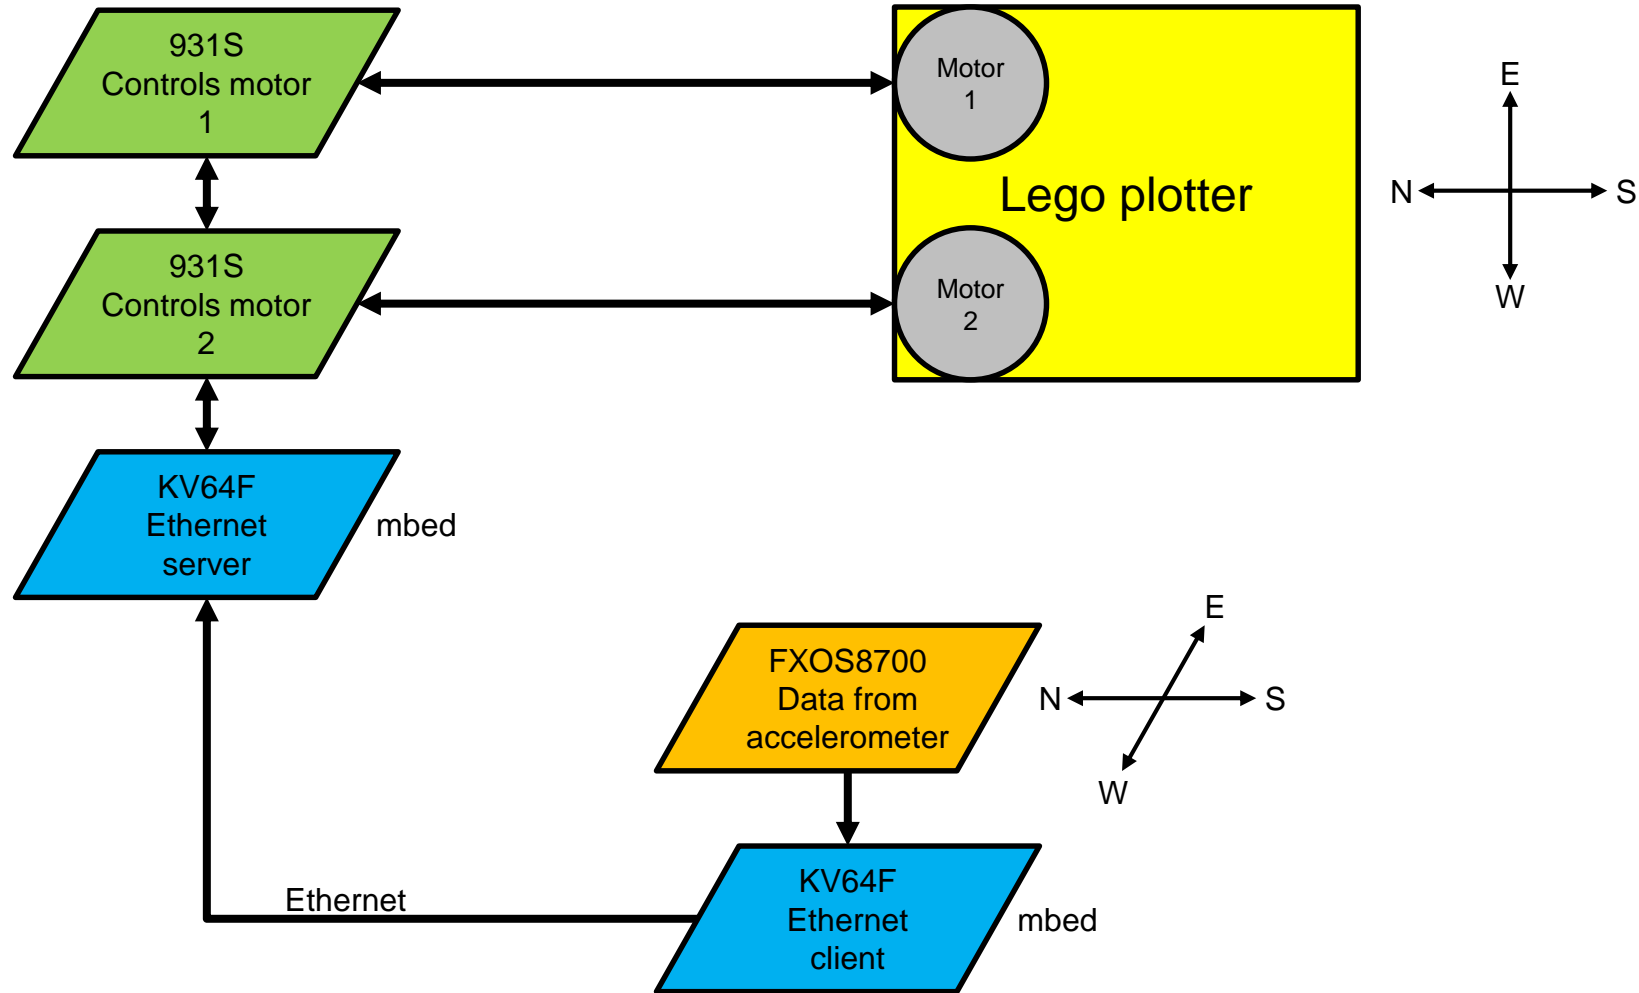 931S
Controls motor
1
Motor
1
E
N
S
W
Lego plotter
931S
Controls motor
2
Motor
2
KV64F
Ethernet
server
mbed
FXOS8700
Data from
accelerometer
E
N
S
W
Ethernet
KV64F
Ethernet
client
mbed